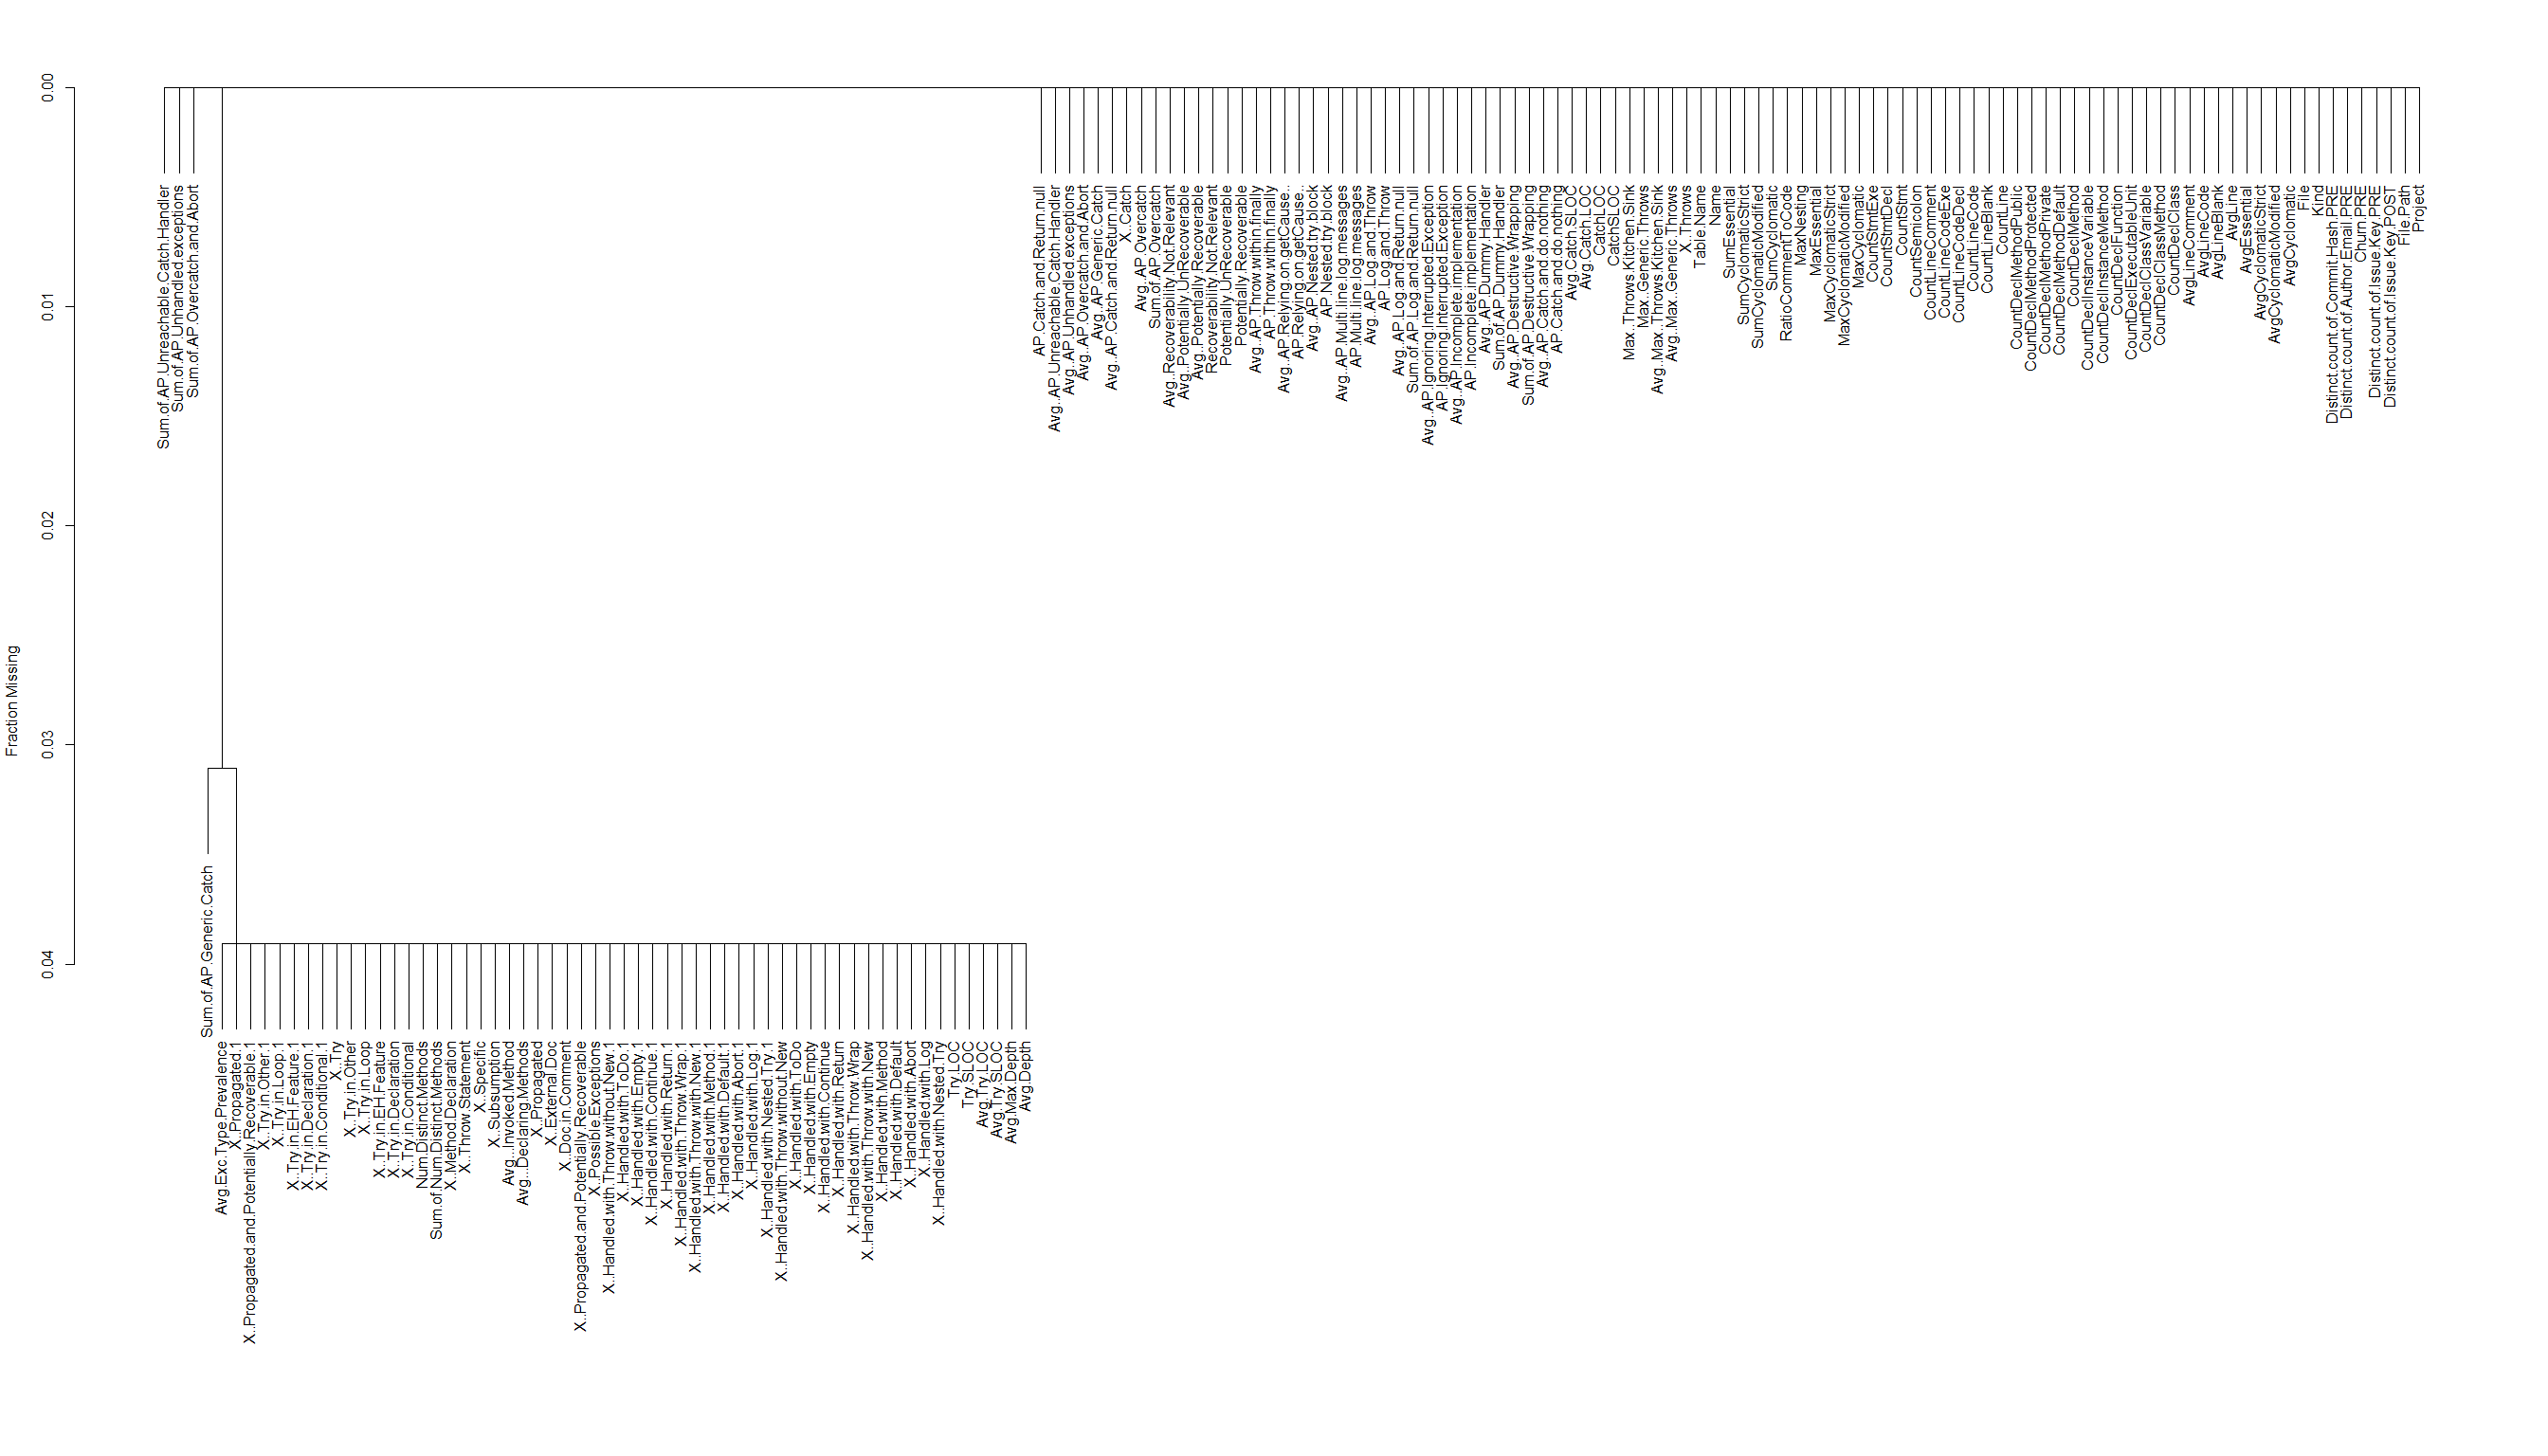 Fraction Missing
0.00
0.01
0.02
0.03
0.04
Sum.of.AP.Unreachable.Catch.Handler
Sum.of.AP.Unhandled.exceptions
Sum.of.AP.Overcatch.and.Abort
Sum.of.AP.Generic.Catch
Avg.Exc.Type.Prevalence
X..Propagated.1
X..Propagated.and.Potentially.Recoverable.1
X..Try.in.Other.1
X..Try.in.Loop.1
X..Try.in.EH.Feature.1
X..Try.in.Declaration.1
X..Try.in.Conditional.1
X..Try
X..Try.in.Other
X..Try.in.Loop
X..Try.in.EH.Feature
X..Try.in.Declaration
X..Try.in.Conditional
Num.Distinct.Methods
Sum.of.Num.Distinct.Methods
X..Method.Declaration
X..Throw.Statement
X..Specific
X..Subsumption
Avg...Invoked.Method
Avg..Declaring.Methods
X..Propagated
X..External.Doc
X..Doc.in.Comment
X..Propagated.and.Potentially.Recoverable
X..Possible.Exceptions
X..Handled.with.Throw.without.New.1
X..Handled.with.ToDo.1
X..Handled.with.Empty.1
X..Handled.with.Continue.1
X..Handled.with.Return.1
X..Handled.with.Throw.Wrap.1
X..Handled.with.Throw.with.New.1
X..Handled.with.Method.1
X..Handled.with.Default.1
X..Handled.with.Abort.1
X..Handled.with.Log.1
X..Handled.with.Nested.Try.1
X..Handled.with.Throw.without.New
X..Handled.with.ToDo
X..Handled.with.Empty
X..Handled.with.Continue
X..Handled.with.Return
X..Handled.with.Throw.Wrap
X..Handled.with.Throw.with.New
X..Handled.with.Method
X..Handled.with.Default
X..Handled.with.Abort
X..Handled.with.Log
X..Handled.with.Nested.Try
Try.LOC
Try.SLOC
Avg.Try.LOC
Avg.Try.SLOC
Avg.Max.Depth
Avg.Depth
AP.Catch.and.Return.null
Avg..AP.Unreachable.Catch.Handler
Avg..AP.Unhandled.exceptions
Avg..AP.Overcatch.and.Abort
Avg..AP.Generic.Catch
Avg..AP.Catch.and.Return.null
X..Catch
Avg..AP.Overcatch
Sum.of.AP.Overcatch
Avg..Recoverability.Not.Relevant
Avg..Potentially.UnRecoverable
Avg..Potentially.Recoverable
Recoverability.Not.Relevant
Potentially.UnRecoverable
Potentially.Recoverable
Avg..AP.Throw.within.finally
AP.Throw.within.finally
Avg..AP.Relying.on.getCause..
AP.Relying.on.getCause..
Avg..AP.Nested.try.block
AP.Nested.try.block
Avg..AP.Multi.line.log.messages
AP.Multi.line.log.messages
Avg..AP.Log.and.Throw
AP.Log.and.Throw
Avg..AP.Log.and.Return.null
Sum.of.AP.Log.and.Return.null
Avg..AP.Ignoring.Interrupted.Exception
AP.Ignoring.Interrupted.Exception
Avg..AP.Incomplete.implementation
AP.Incomplete.implementation
Avg..AP.Dummy.Handler
Sum.of.AP.Dummy.Handler
Avg..AP.Destructive.Wrapping
Sum.of.AP.Destructive.Wrapping
Avg..AP.Catch.and.do.nothing
AP.Catch.and.do.nothing
Avg.Catch.SLOC
Avg.Catch.LOC
CatchLOC
CatchSLOC
Max..Throws.Kitchen.Sink
Max..Generic.Throws
Avg.Max..Throws.Kitchen.Sink
Avg.Max..Generic.Throws
X..Throws
Table.Name
Name
SumEssential
SumCyclomaticStrict
SumCyclomaticModified
SumCyclomatic
RatioCommentToCode
MaxNesting
MaxEssential
MaxCyclomaticStrict
MaxCyclomaticModified
MaxCyclomatic
CountStmtExe
CountStmtDecl
CountStmt
CountSemicolon
CountLineComment
CountLineCodeExe
CountLineCodeDecl
CountLineCode
CountLineBlank
CountLine
CountDeclMethodPublic
CountDeclMethodProtected
CountDeclMethodPrivate
CountDeclMethodDefault
CountDeclMethod
CountDeclInstanceVariable
CountDeclInstanceMethod
CountDeclFunction
CountDeclExecutableUnit
CountDeclClassVariable
CountDeclClassMethod
CountDeclClass
AvgLineComment
AvgLineCode
AvgLineBlank
AvgLine
AvgEssential
AvgCyclomaticStrict
AvgCyclomaticModified
AvgCyclomatic
File
Kind
Distinct.count.of.Commit.Hash.PRE
Distinct.count.of.Author.Email.PRE
Churn.PRE
Distinct.count.of.Issue.Key.PRE
Distinct.count.of.Issue.Key.POST
File.Path
Project